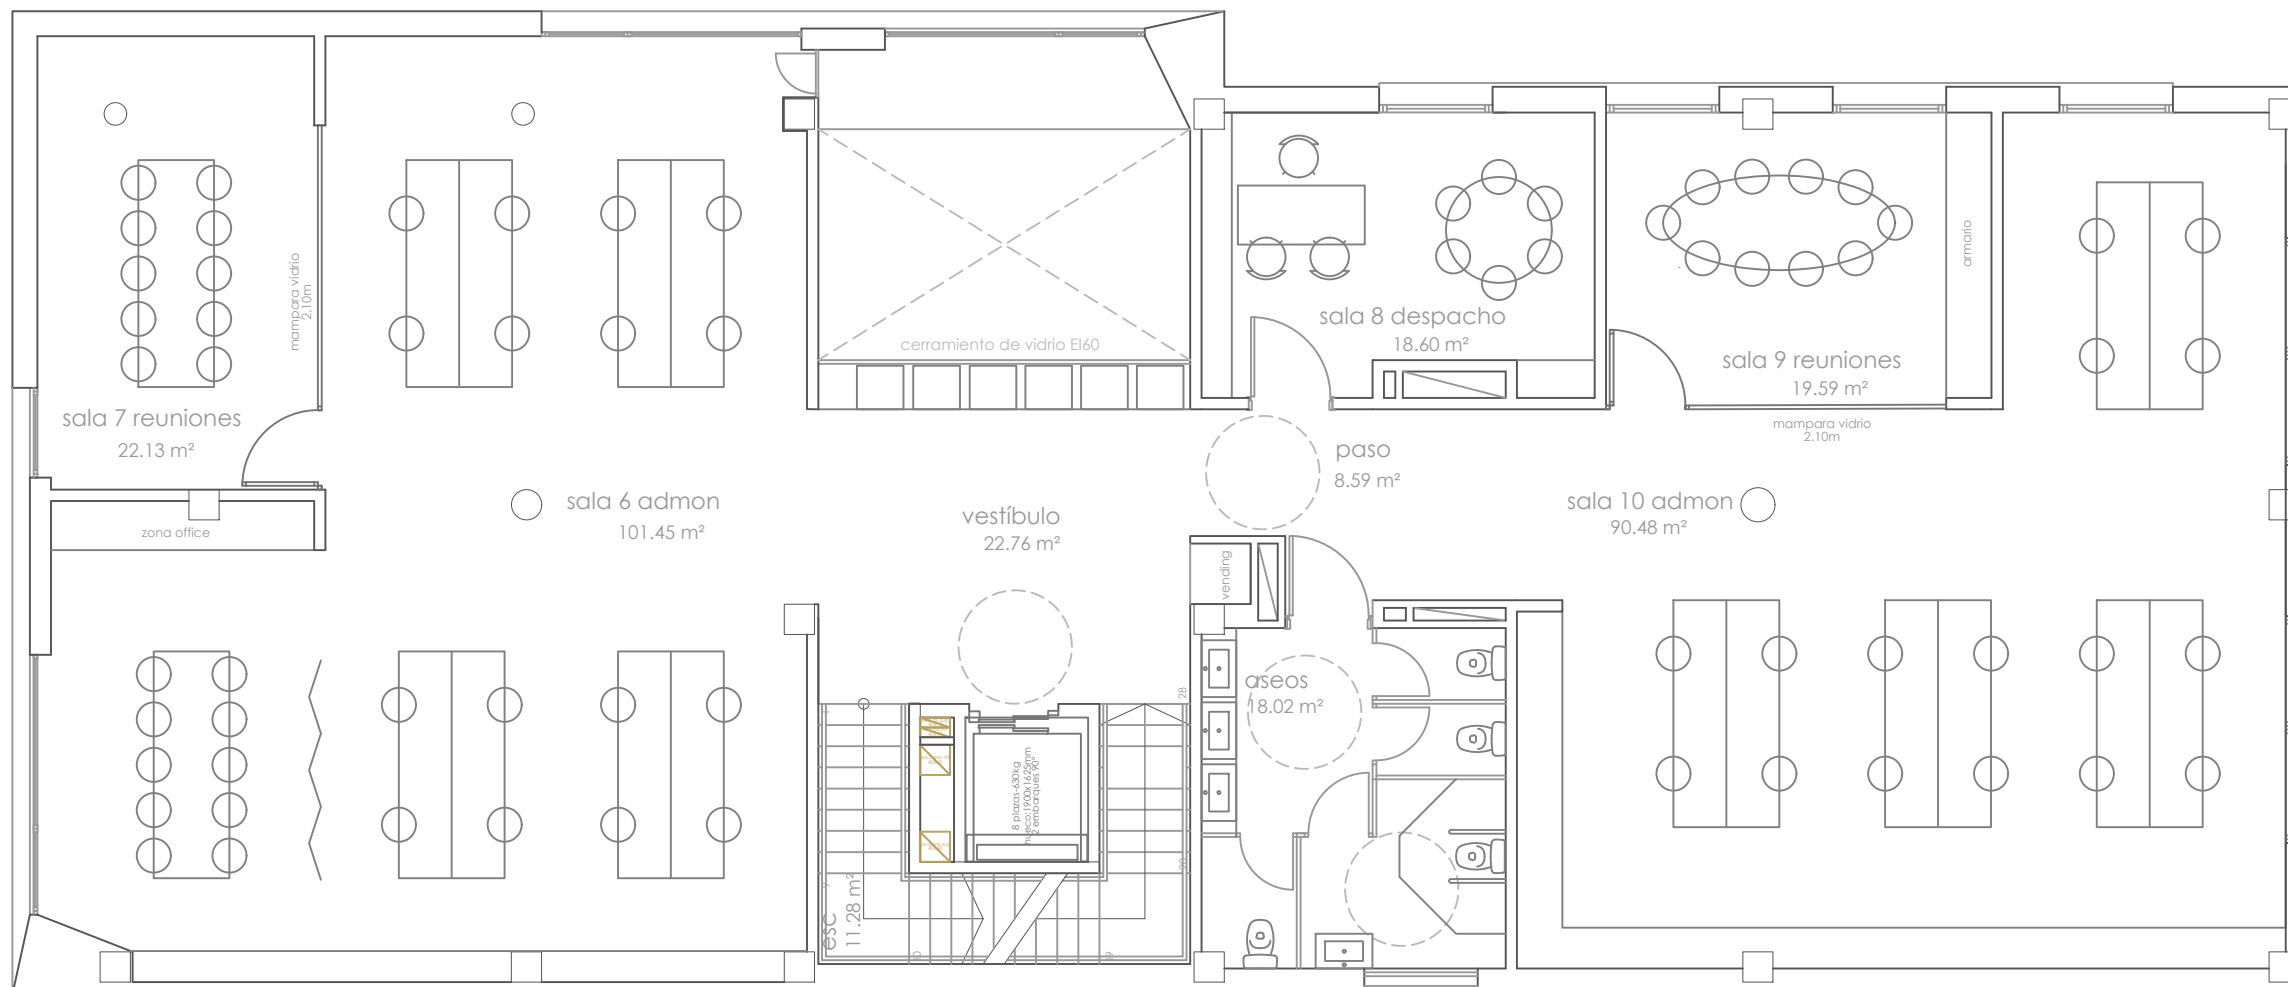 mampara vidrio
2.10m
armario
sala 8 despacho
18.60 m²
cerramiento de vidrio EI60
sala 9 reuniones
19.59 m²
sala 7 reuniones
22.13 m²
mampara vidrio
2.10m
paso
8.59 m²
sala 6 admon
101.45 m²
sala 10 admon
90.48 m²
vestíbulo
22.76 m²
zona office
vending
aseos
18.02 m²
28
8 plazas-630kg
hueco:1900x1625mm
2 embarques 90º
20
esc
11.28 m²
10
19